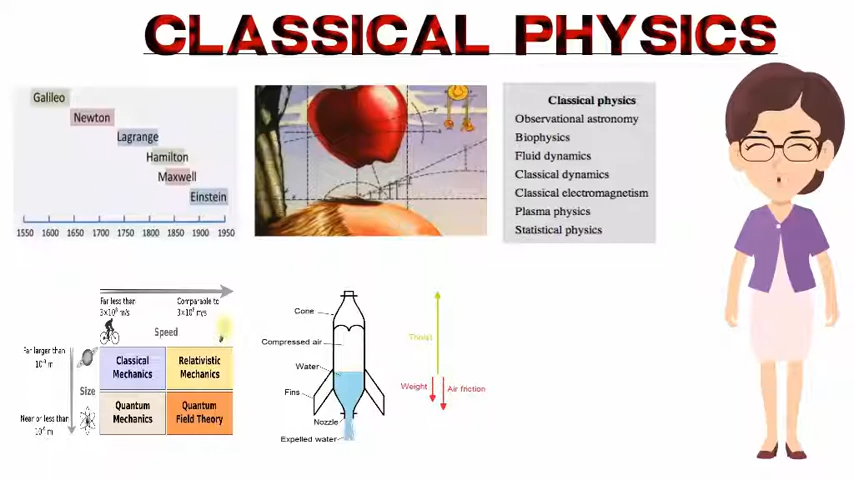 CLASSICAL PHYSICS
Galileo
Newton
Lagrange
Hamilton
Maxwell
Einstein
1550 1600 1650 1700 1750 1800 1850 1900 1950
Classical physics
Observational astronomy
Biophysics
Fluid dynamics
Classical dynamics
Classical electromagnetism
Plasma physics
Statistical physics
Far less than
Comparable to
Speed
Far larger than
Size
Near or less than
Classical
Mechanics
Relativistic
Mechanics
Quantum
Mechanics
Quantum
Field Theory
Cone
Compressed air
Water
Fins
Nozzle
Expelled water
Thrust
Weight
Air friction